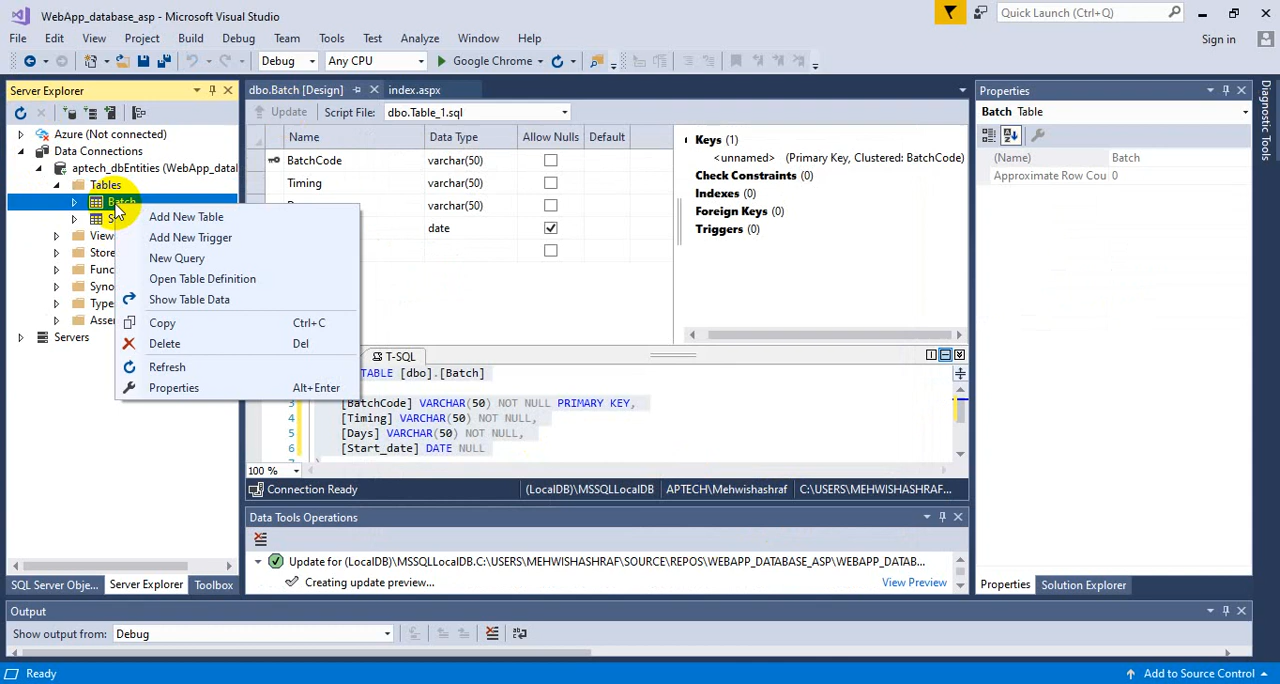 WebApp_database_asp - Microsoft Visual Studio
Quick Launch (Ctrl+Q)
File Edit View Project Build Debug Team Tools Test Analyze Window Help
Sign in
Debug Any CPU Google Chrome
Server Explorer
Azure (Not connected)
Data Connections
aptech_dbEntities (WebApp_datal
Tables
Batch
Add New Table
Add New Trigger
New Query
Open Table Definition
Show Table Data
Copy Ctrl+C
Delete Del
Refresh
Properties Alt+Enter
Servers
SQL Server Obje... Server Explorer Toolbox
dbo.Batch [Design] index.aspx
Update Script File: dbo.Table_1.sql
Name Data Type Allow Nulls Default
BatchCode varchar(50)
Timing varchar(50)
varchar(50)
date
Keys (1)
<unnamed> (Primary Key, Clustered: BatchCode)
Check Constraints (0)
Indexes (0)
Foreign Keys (0)
Triggers (0)
T-SQL
TABLE [dbo].[Batch]
3 [BatchCode] VARCHAR(50) NOT NULL PRIMARY KEY,
4 [Timing] VARCHAR(50) NOT NULL,
5 [Days] VARCHAR(50) NOT NULL,
6 [Start_date] DATE NULL
100 %
Connection Ready (LocalDB)\MSSQLLocalDB APTECH\Mehwishashraf C:\USERS\MEHWISHASHRAF...
Data Tools Operations
Update for (LocalDB)\MSSQLLocalDB.C:\USERS\MEHWISHASHRAF\SOURCE\REPOS\WEBAPP_DATABASE_ASP\WEBAPP_DATAB...
Creating update preview... View Preview
Properties
Batch Table
(Name) Batch
Approximate Row Cou 0
Properties Solution Explorer
Diagnostic Tools
Output
Show output from: Debug
Ready Add to Source Control